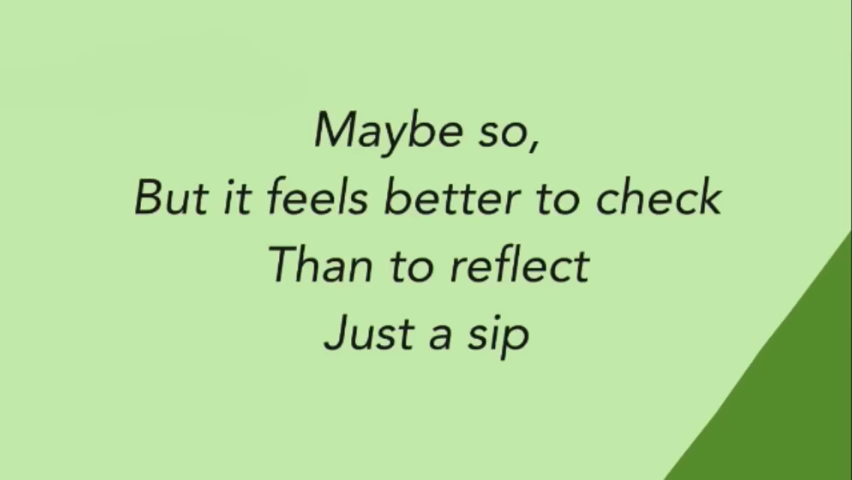 Maybe so,
But it feels better to check
Than to reflect
Just a sip